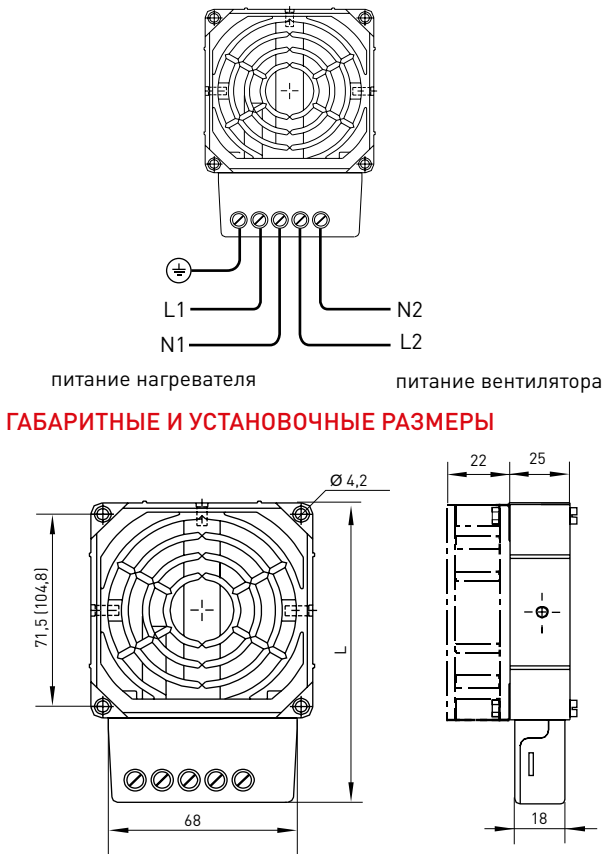 L1
N2
N1
L2
питание нагревателя
питание вентилятора
ГАБАРИТНЫЕ И УСТАНОВОЧНЫЕ РАЗМЕРЫ
22
25
Ø 4,2
71,5 (104,8)
L
68
18